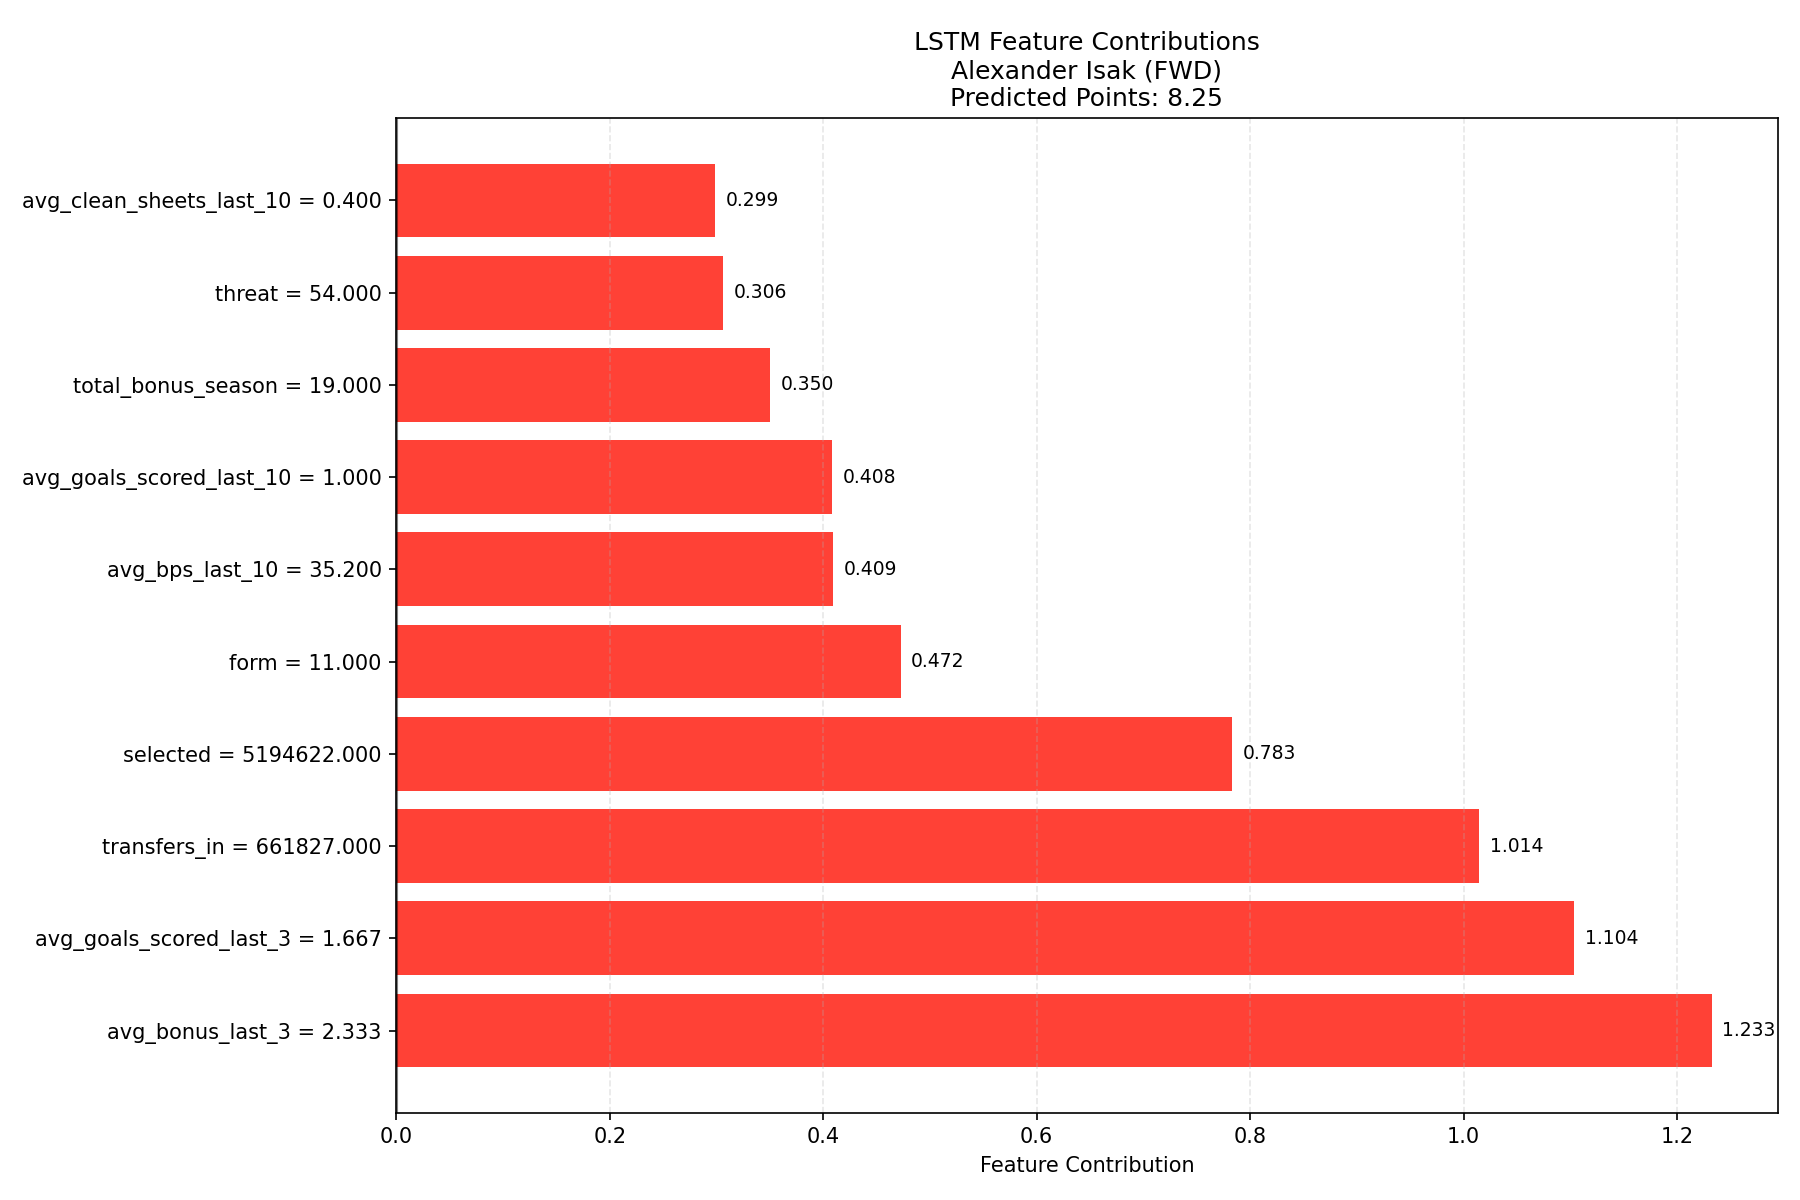 LSTM Feature Contributions
Alexander Isak (FWD)
Predicted Points: 8.25
avg_clean_sheets_last_10 = 0.400
0.299
threat = 54.000
0.306
total_bonus_season = 19.000
0.350
avg_goals_scored_last_10 = 1.000
0.408
avg_bps_last_10 = 35.200
0.409
form = 11.000
0.472
selected = 5194622.000
0.783
transfers_in = 661827.000
1.014
avg_goals_scored_last_3 = 1.667
1.104
avg_bonus_last_3 = 2.333
1.233
0.0 0.2 0.4 0.6 0.8 1.0 1.2
Feature Contribution